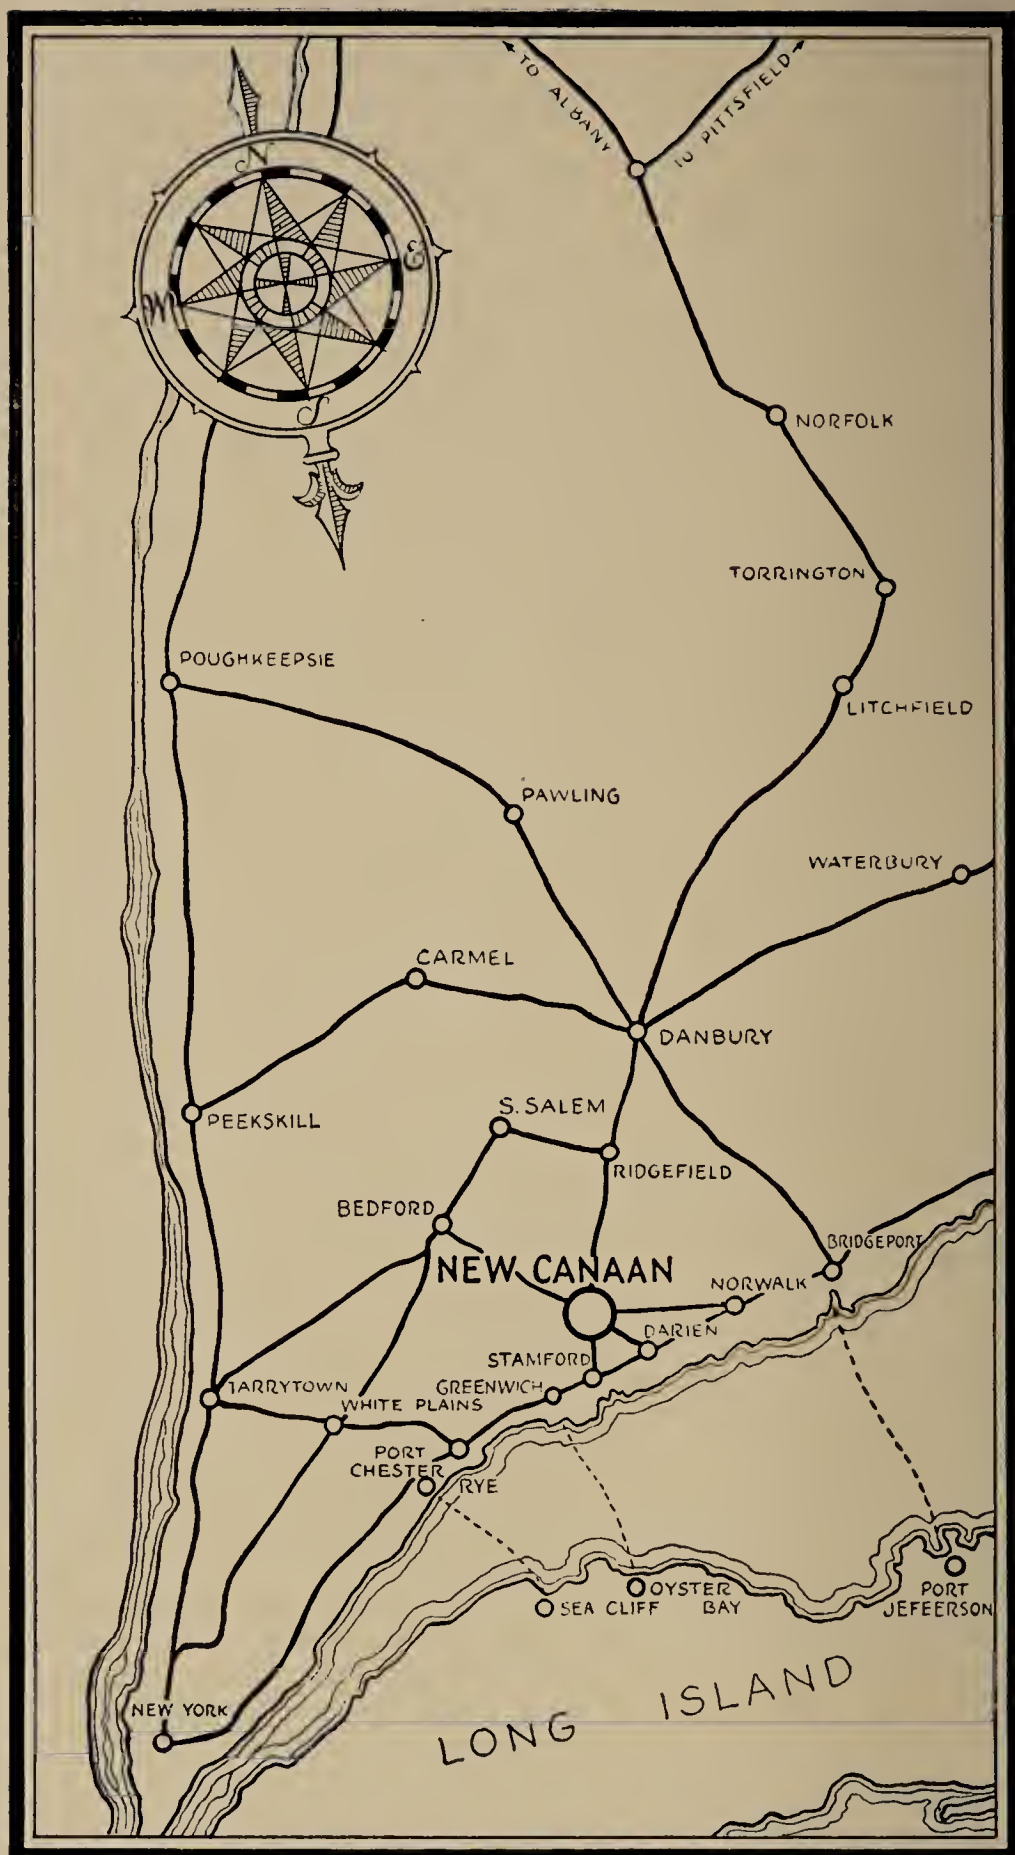 TO ALBANY
TO PITTSFIELD
N
E
W
S
NORFOLK
TORRINGTON
POUGHKEEPSIE
LITCHFIELD
PAWLING
WATERBURY
CARMEL
DANBURY
S. SALEM
PEEKSKILL
RIDGEFIELD
BEDFORD
BRIDGEPORT
NEW CANAAN
NORWALK
DARIEN
STAMFORD
GREENWICH
TARRYTOWN
WHITE PLAINS
PORT
CHESTER
RYE
OYSTER
BAY
SEA CLIFF
PORT
JEFEERSON
LONG ISLAND
NEW YORK